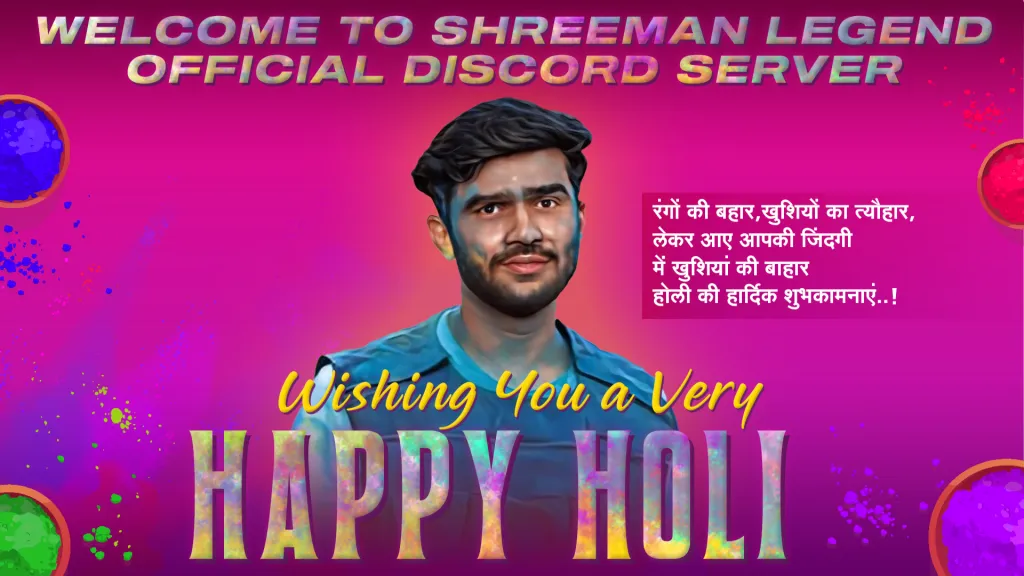 WELCOME TO SHREEMAN LEGEND
OFFICIAL DISCORD SERVER
रंगों की बहार,खुशियों का त्यौहार,
लेकर आए आपकी जिंदगी
में खुशियां की बाहार
होली की हार्दिक शुभकामनाएं..!
Wishing You a Very
HAPPY HOLI